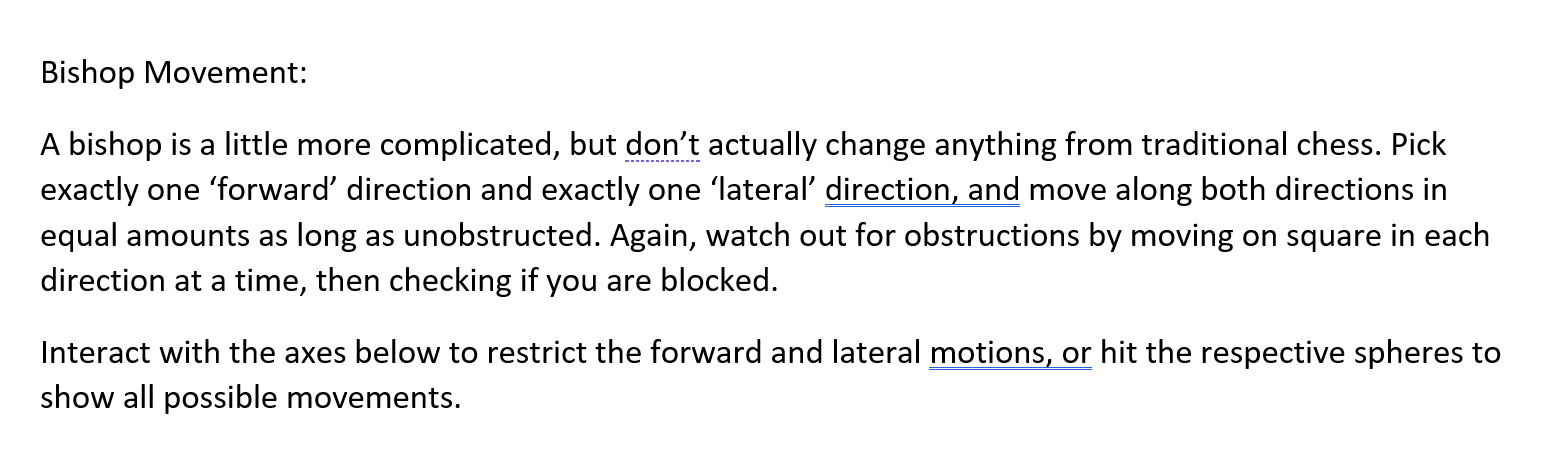 Bishop Movement:
A bishop is a little more complicated, but don’t actually change anything from traditional chess. Pick
exactly one ‘forward’ direction and exactly one ‘lateral’ direction, and move along both directions in
equal amounts as long as unobstructed. Again, watch out for obstructions by moving on square in each
direction at a time, then checking if you are blocked.
Interact with the axes below to restrict the forward and lateral motions, or hit the respective spheres to
show all possible movements.